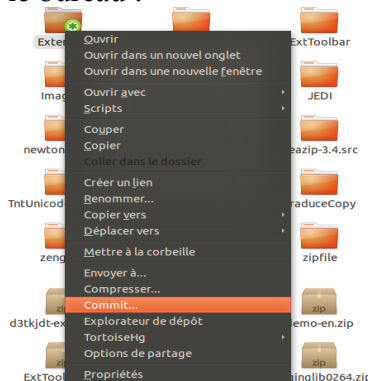 le bureau :
Exter
ExtToolbar
Ouvrir
Ouvrir dans un nouvel onglet
Ouvrir dans une nouvelle fenêtre
Imag
JEDI
Ouvrir avec
Scripts
Couper
newton
eazip-3.4.src
Copier
Coller dans le dossier
Créer un lien
TntUnicod
raduceCopy
Renommer...
Copier vers
Déplacer vers
zeng
zipfile
Mettre à la corbeille
Envoyer à...
Compresser...
Commit...
d3tkjdt-ex
emo-en.zip
Explorateur de dépôt
TortoiseHg
Options de partage
zip
zip
ExtTool
Propriétés
inglib0264.zip